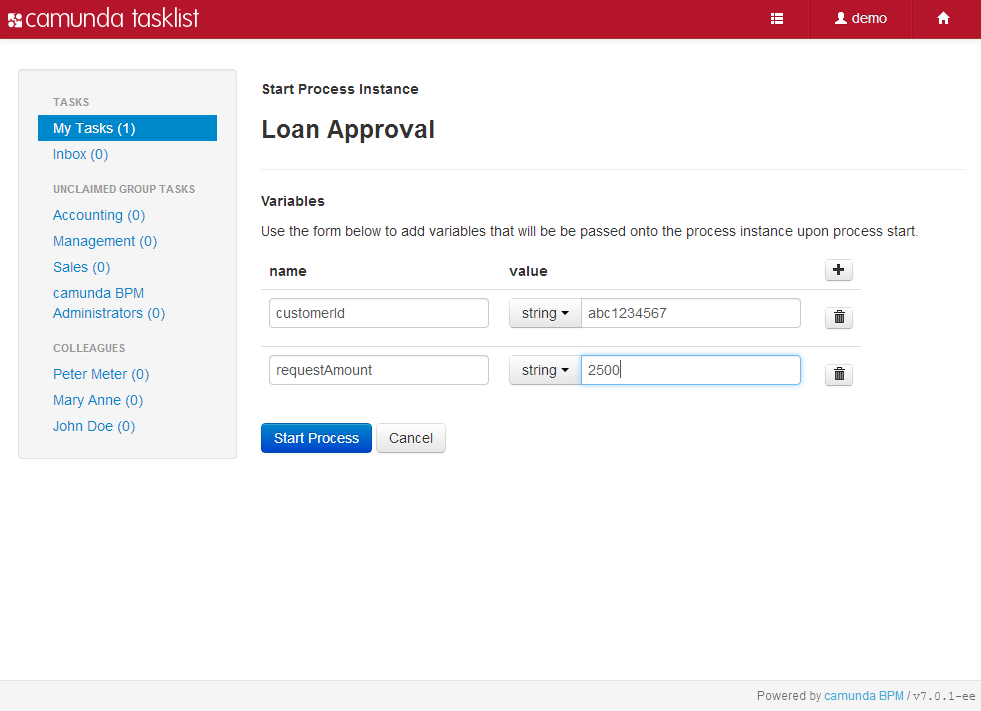 camunda tasklist
demo
TASKS
My Tasks (1)
Inbox (0)
UNCLAIMED GROUP TASKS
Accounting (0)
Management (0)
Sales (0)
camunda BPM
Administrators (0)
COLLEAGUES
Peter Meter (0)
Mary Anne (0)
John Doe (0)
Start Process Instance
Loan Approval
Variables
Use the form below to add variables that will be be passed onto the process instance upon process start.
name value
customerId string abc1234567
requestAmount string 2500
Start Process Cancel
Powered by camunda BPM / v7.0.1-ee